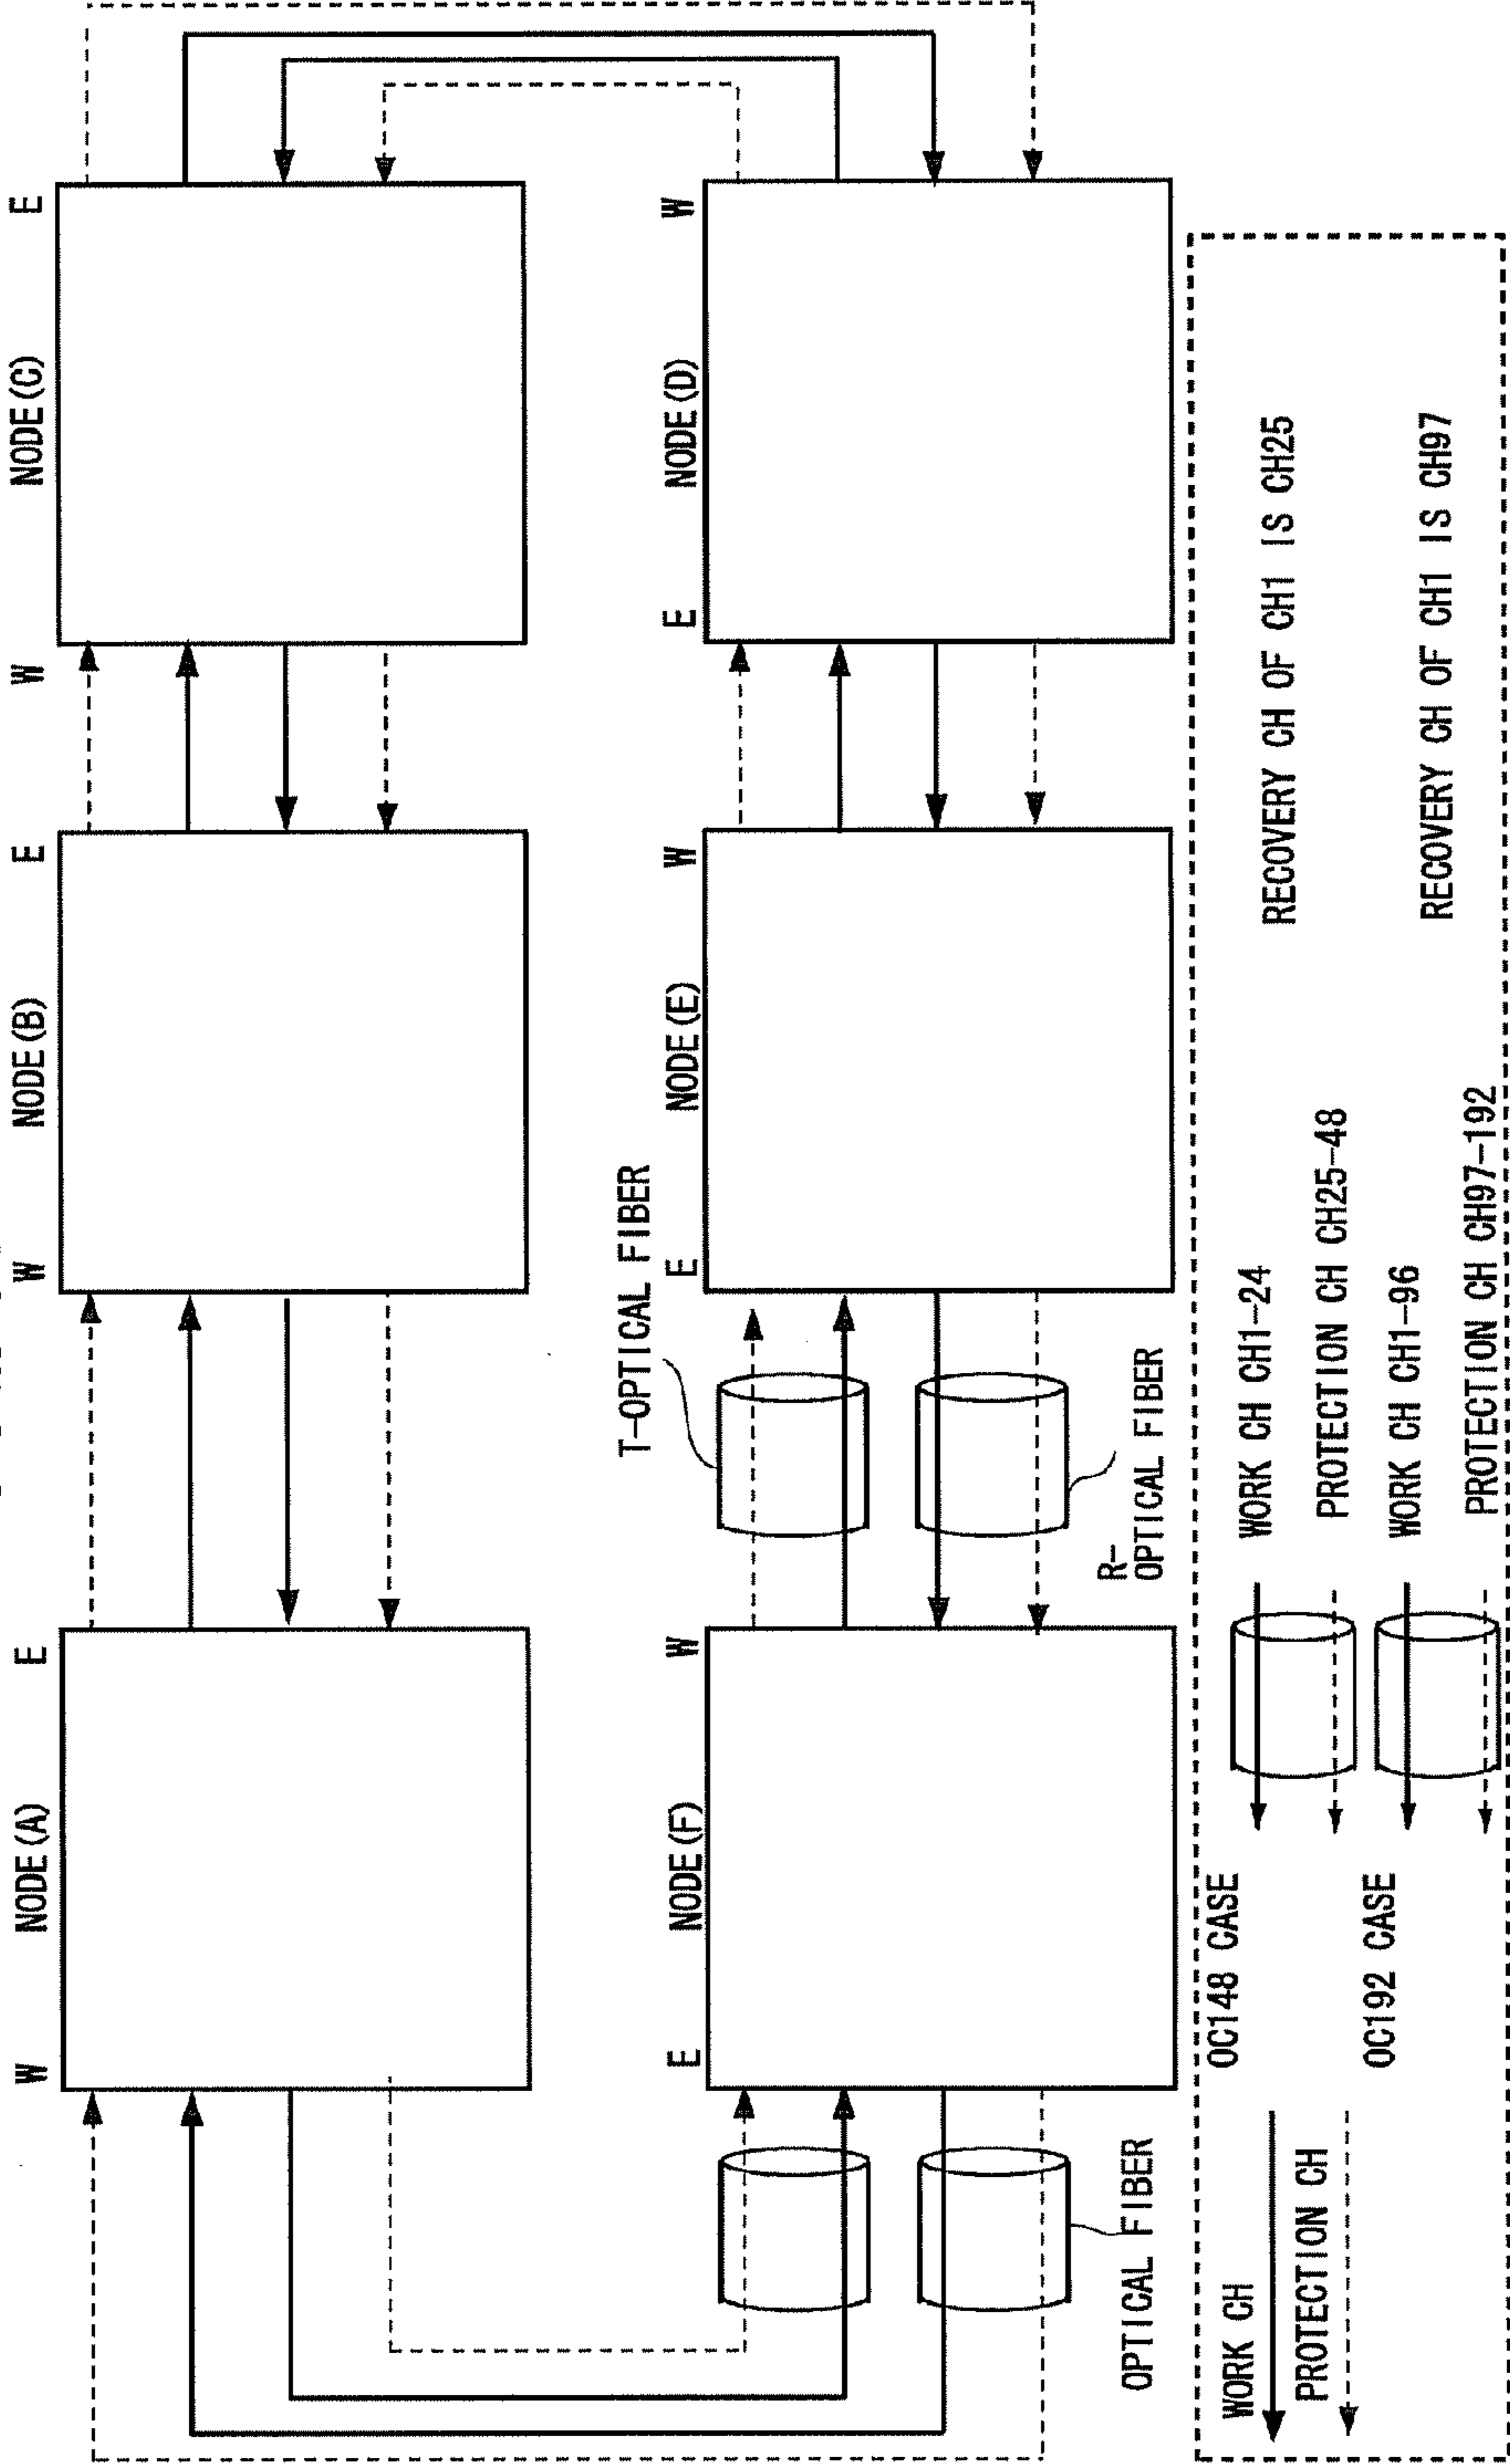 W NODE(A) E
W NODE(B) E
W NODE(C) E
T-OPTICAL FIBER
E NODE(F) W
E NODE(E) W
E NODE(D) W
OPTICAL FIBER
R-
OPTICAL FIBER
WORK CH
PROTECTION CH
OC148 CASE
WORK CH CH1-24
PROTECTION CH CH25-48
RECOVERY CH OF CH1 IS CH25
OC192 CASE
WORK CH CH1-96
PROTECTION CH CH97-192
RECOVERY CH OF CH1 IS CH97